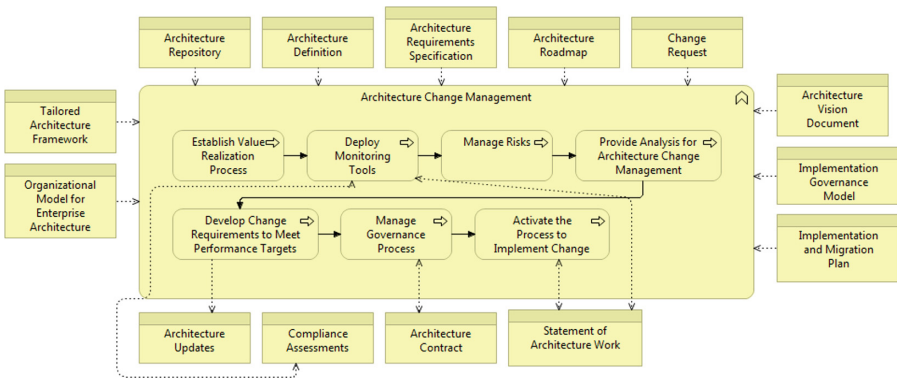 Architecture
Repository
Architecture
Definition
Architecture
Requirements
Specification
Architecture
Roadmap
Change
Request
Tailored
Architecture
Framework
Organizational
Model for
Enterprise
Architecture
Architecture Change Management
Establish Value
Realization
Process
Deploy
Monitoring
Tools
Manage Risks
Provide Analysis for
Architecture Change
Management
Develop Change
Requirements to Meet
Performance Targets
Manage
Governance
Process
Activate the
Process to
Implement Change
Architecture
Vision
Document
Implementation
Governance
Model
Implementation
and Migration
Plan
Architecture
Updates
Compliance
Assessments
Architecture
Contract
Statement of
Architecture Work